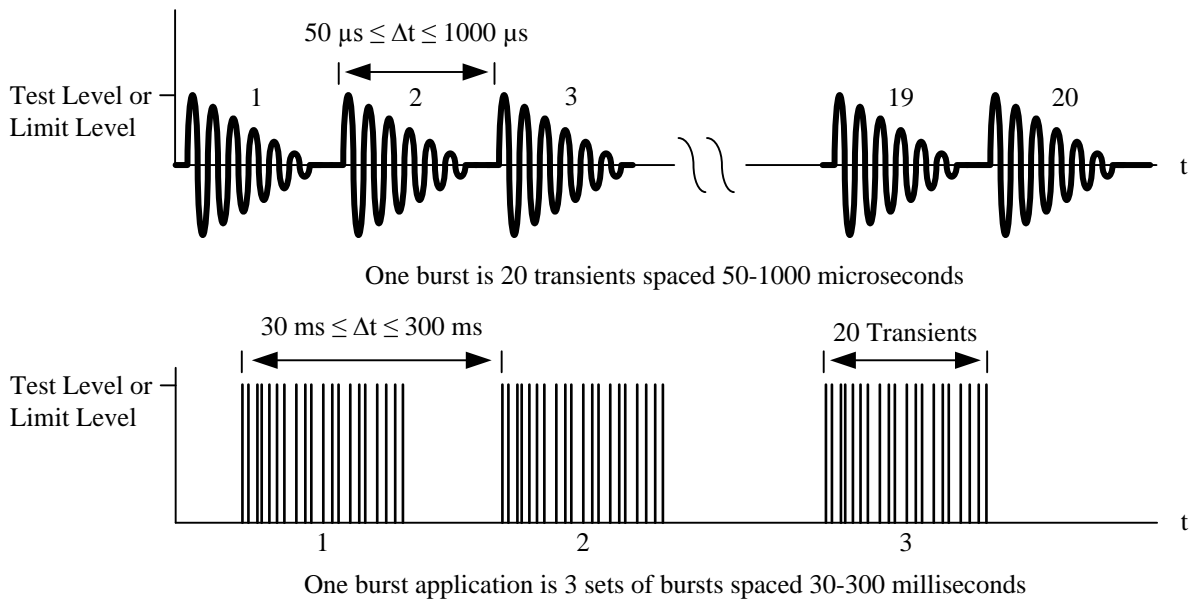 50 µs ≤ Δt ≤ 1000 µs
Test Level or
Limit Level
1
2
3
19
20
t
One burst is 20 transients spaced 50-1000 microseconds
30 ms ≤ Δt ≤ 300 ms
20 Transients
Test Level or
Limit Level
t
1
2
3
One burst application is 3 sets of bursts spaced 30-300 milliseconds